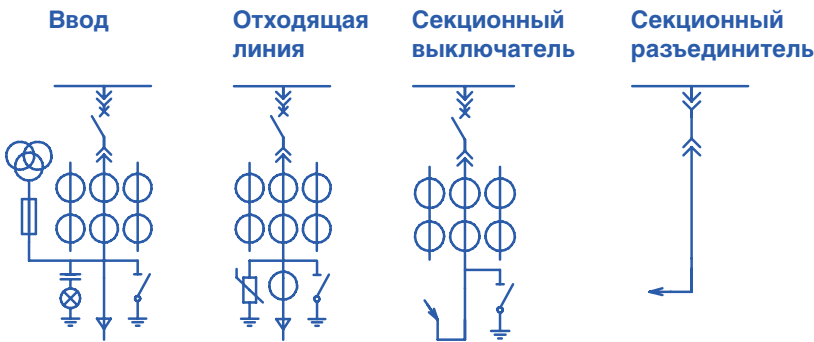 Ввод
Отходящая
линия
Секционный
выключатель
Секционный
разъединитель